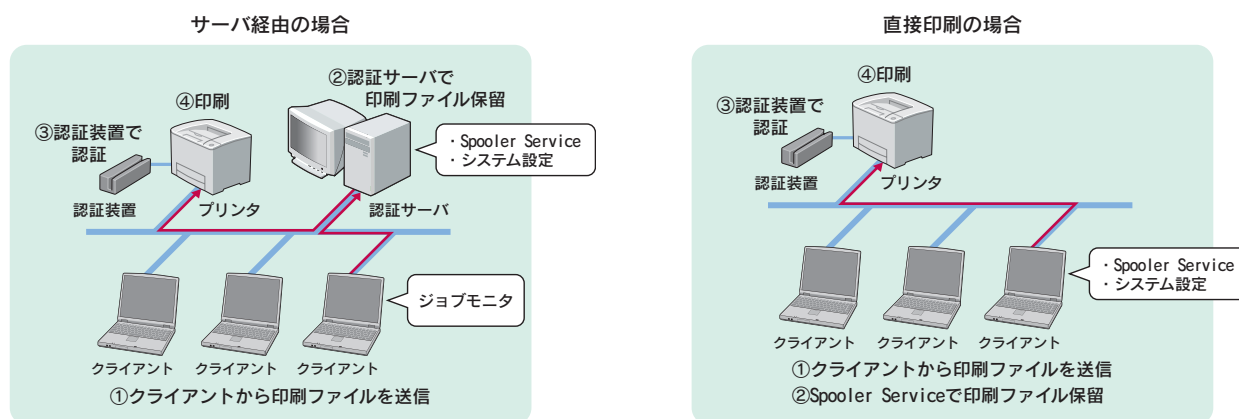 サーバ経由の場合
②認証サーバで
印刷ファイル保留
④印刷
③認証装置で
認証
・Spooler Service
・システム設定
認証装置
プリンタ
認証サーバ
ジョブモニタ
クライアント
クライアント
クライアント
①クライアントから印刷ファイルを送信
直接印刷の場合
④印刷
③認証装置で
認証
認証装置
プリンタ
・Spooler Service
・システム設定
クライアント
クライアント
クライアント
①クライアントから印刷ファイルを送信
②Spooler Serviceで印刷ファイル保留